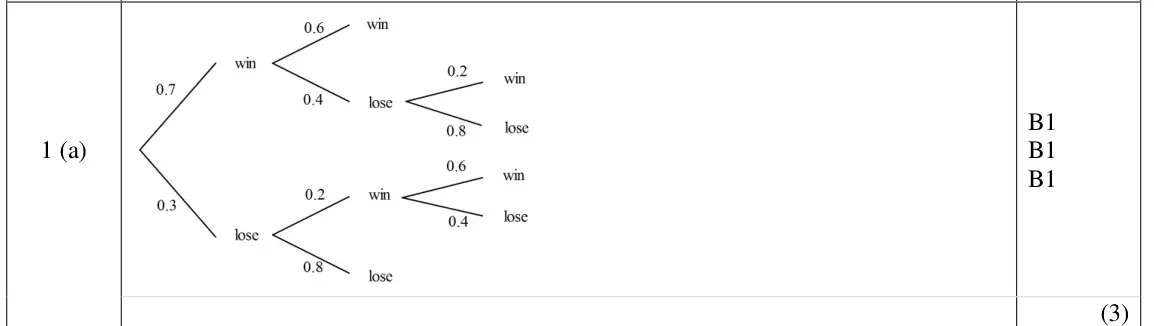 0.6 win
win
0.7 0.2 win
0.4 lose
0.8 lose B1
1 (a) B1
0.6 win B1
0.2 win
0.3 0.4 lose
lose
0.8 lose
(3)